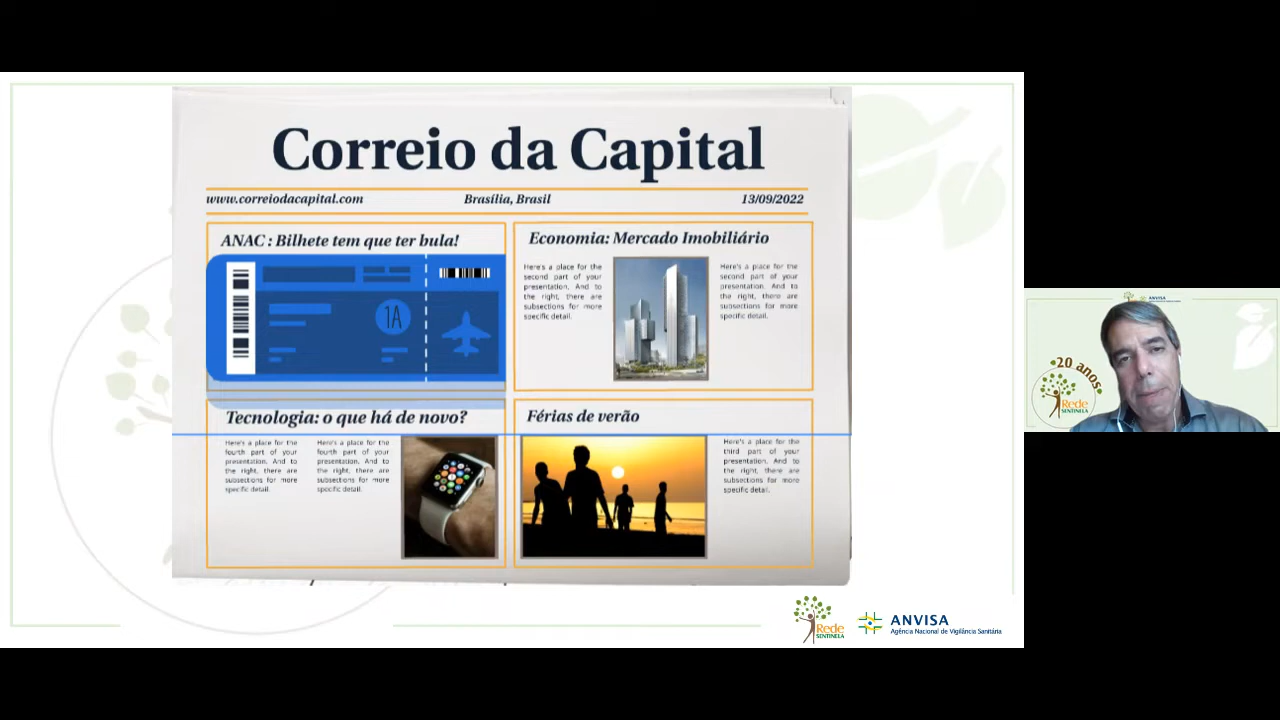 Correio da Capital
www.correiodacapital.com
Brasília, Brasil
13/09/2022
ANAC : Bilhete tem que ter bula!
1A
Economia: Mercado Imobiliário
Here's a place for the
second part of your
presentation. And to
the right, there are
subsections for more
specific detail.
Here's a place for the
second part of your
presentation. And to
the right, there are
subsections for more
specific detail.
Tecnologia: o que há de novo?
Here's a place for the
fourth part of your
presentation. And to
the right, there are
subsections for more
specific detail.
Here's a place for the
fourth part of your
presentation. And to
the right, there are
subsections for more
specific detail.
Férias de verão
Here's a place for the
third part of your
presentation. And to
the right, there are
subsections for more
specific detail.
Rede
SENTINELA
ANVISA
Agência Nacional de Vigilância Sanitária
ANVISA
20 anos
Rede
SENTINELA